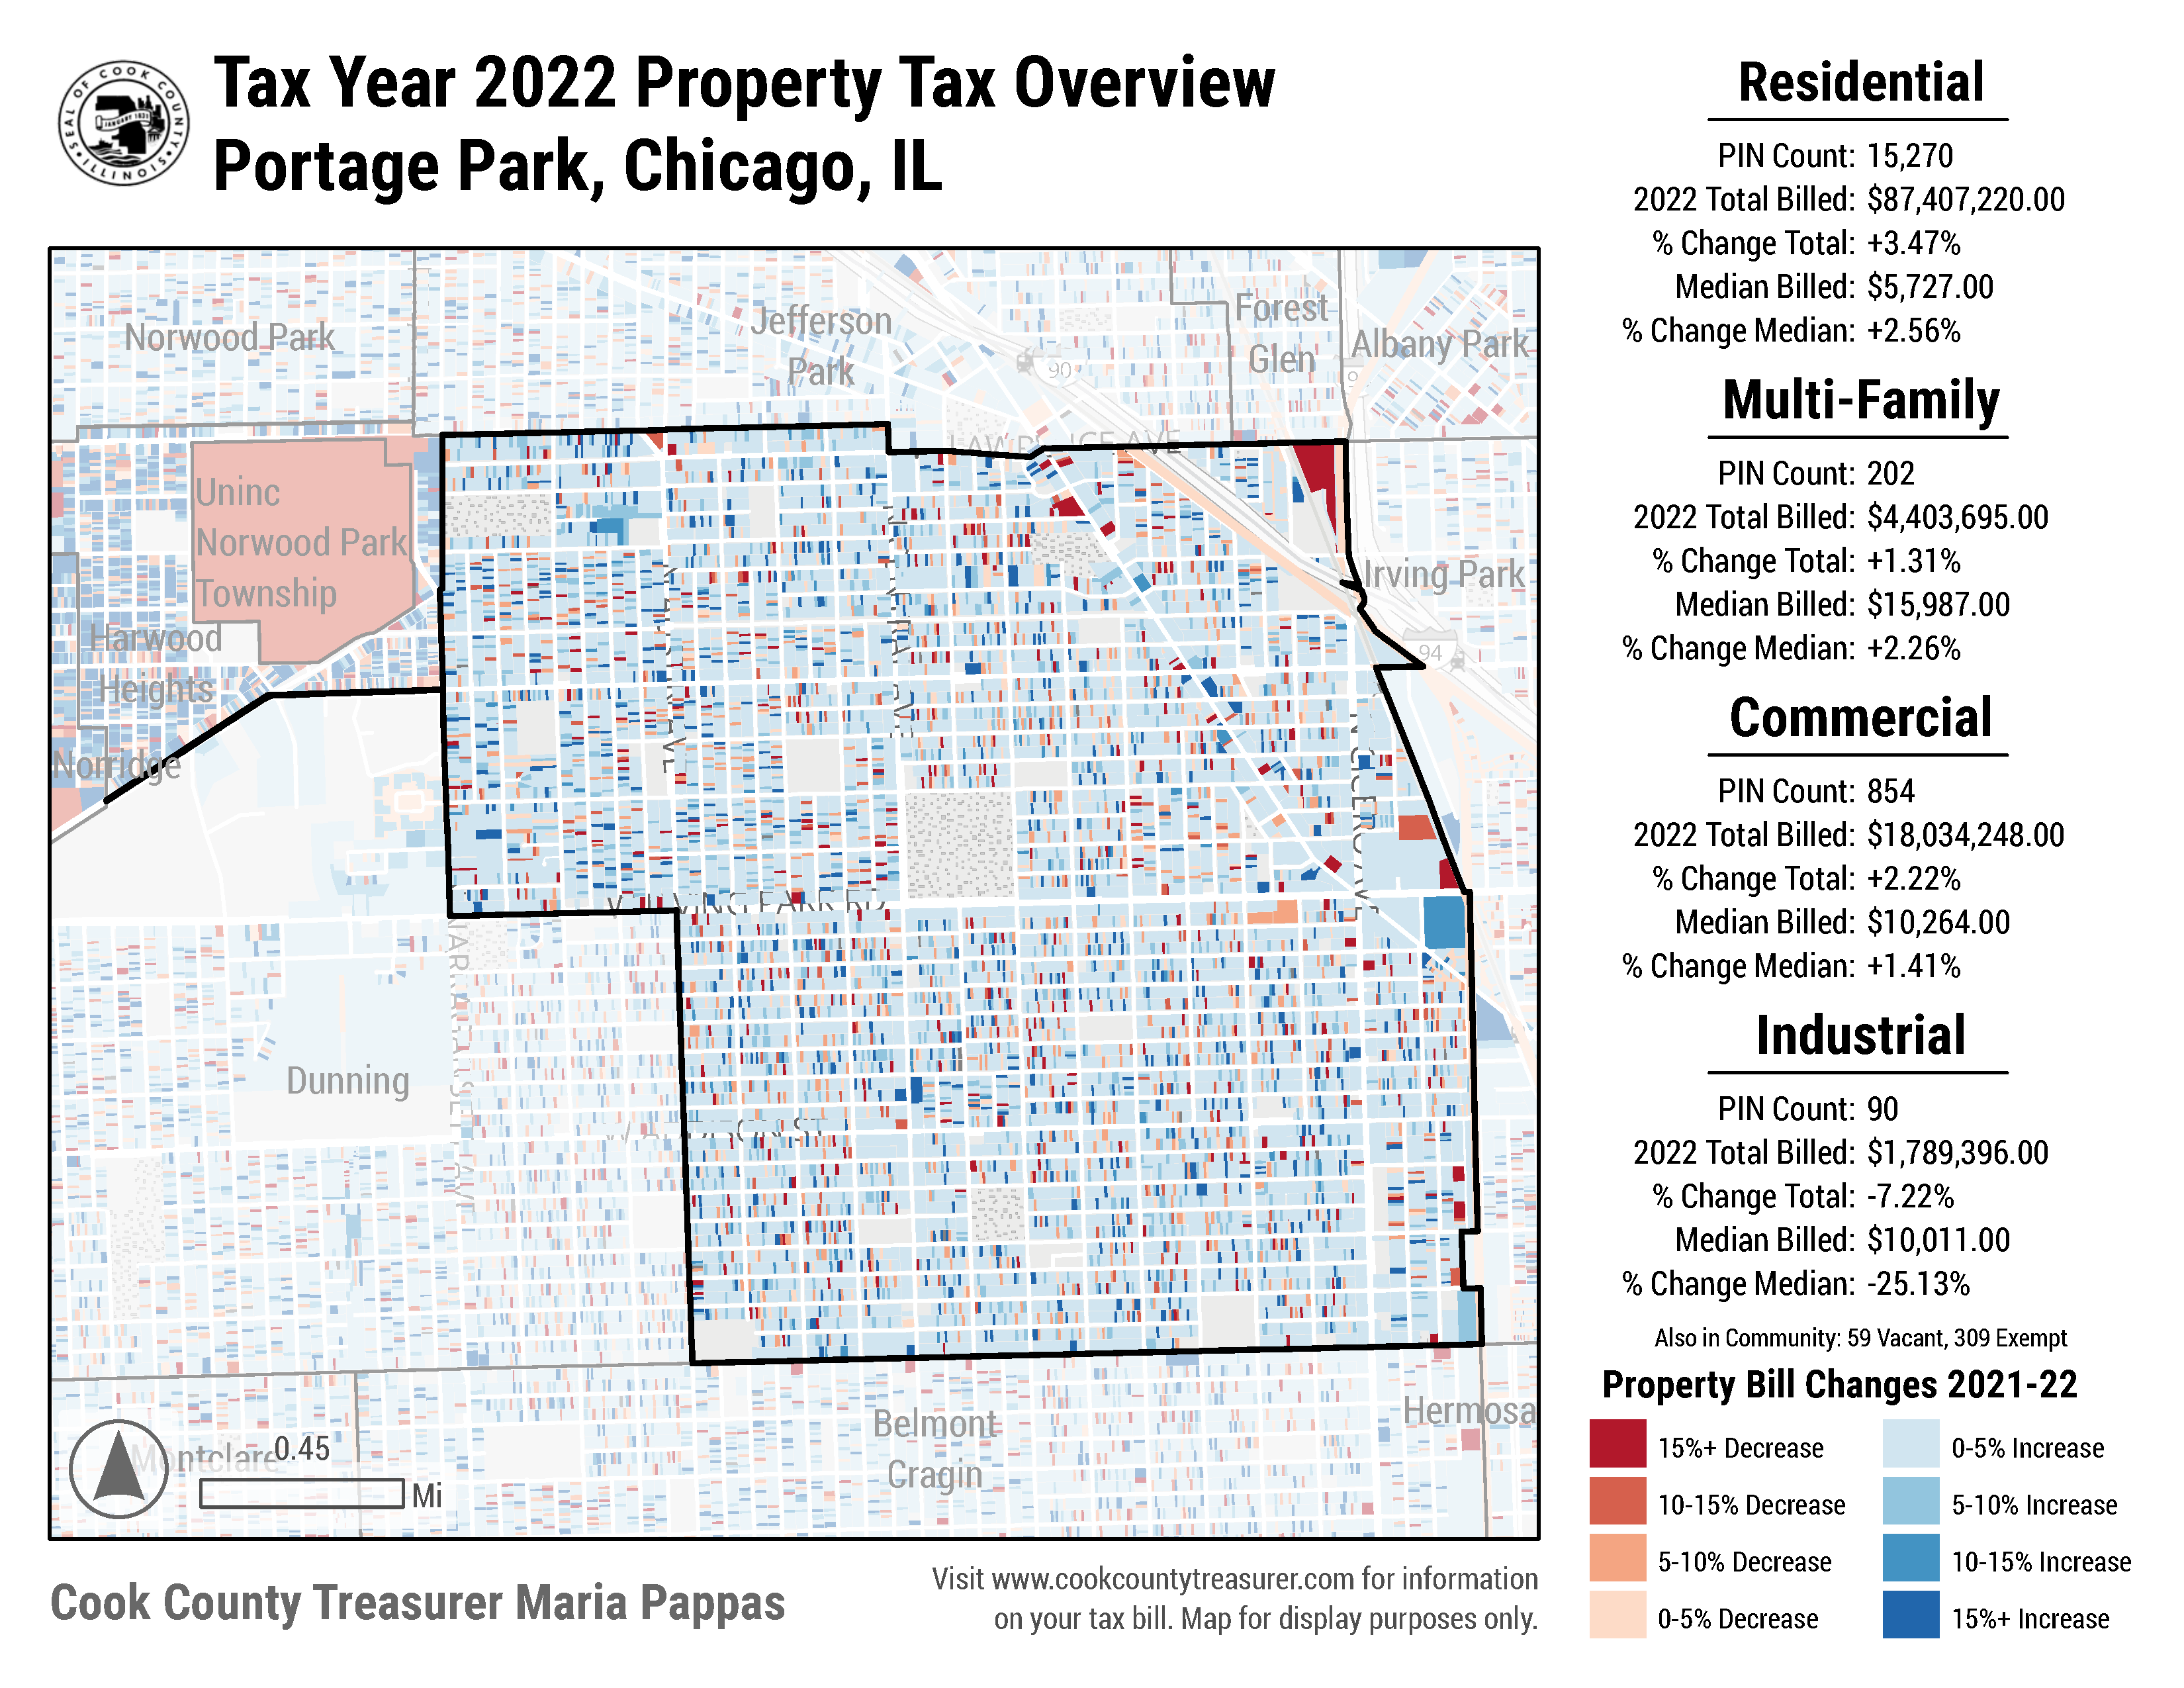 SEAL OF COOK COUNTY
ILLINOIS
JANUARY 1831
Tax Year 2022 Property Tax Overview
Portage Park, Chicago, IL
Norwood Park
Jefferson
Park
Forest
Glen
Albany Park
90
Uninc
Norwood Park
Township
Harwood
Heights
Norridge
Irving Park
94
Dunning
Belmont
Cragin
Hermosa
Montclare
0.45
Mi
Cook County Treasurer Maria Pappas
Visit www.cookcountytreasurer.com for information
on your tax bill. Map for display purposes only.
Residential
PIN Count: 15,270
2022 Total Billed: $87,407,220.00
% Change Total: +3.47%
Median Billed: $5,727.00
% Change Median: +2.56%
Multi-Family
PIN Count: 202
2022 Total Billed: $4,403,695.00
% Change Total: +1.31%
Median Billed: $15,987.00
% Change Median: +2.26%
Commercial
PIN Count: 854
2022 Total Billed: $18,034,248.00
% Change Total: +2.22%
Median Billed: $10,264.00
% Change Median: +1.41%
Industrial
PIN Count: 90
2022 Total Billed: $1,789,396.00
% Change Total: -7.22%
Median Billed: $10,011.00
% Change Median: -25.13%
Also in Community: 59 Vacant, 309 Exempt
Property Bill Changes 2021-22
15%+ Decrease
10-15% Decrease
5-10% Decrease
0-5% Decrease
0-5% Increase
5-10% Increase
10-15% Increase
15%+ Increase